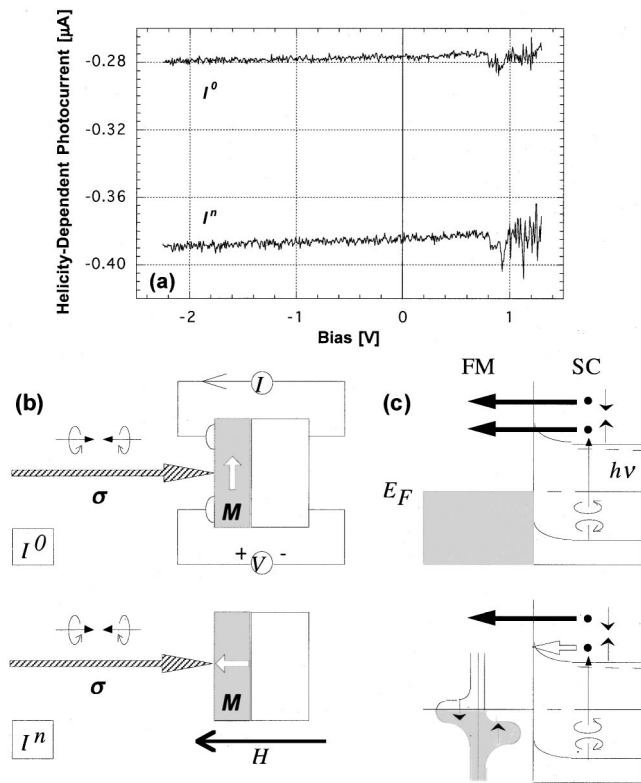 Helicity-Dependent Photocurrent [µA]
-0.28
-0.32
-0.36
-0.40
I⁰
Iⁿ
(a)
-2
-1
0
1
Bias [V]
(b)
I
σ
M
I⁰
+ V -
σ
M
Iⁿ
H
(c)
FM
SC
hν
E_F